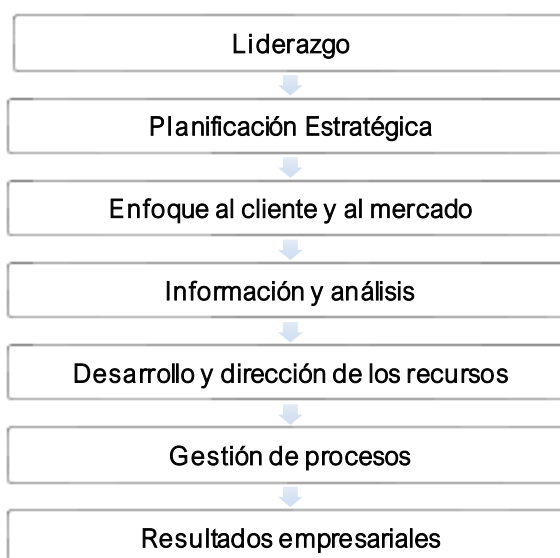 Liderazgo
Planificación Estratégica
Enfoque al cliente y al mercado
Información y análisis
Desarrollo y dirección de los recursos
Gestión de procesos
Resultados empresariales